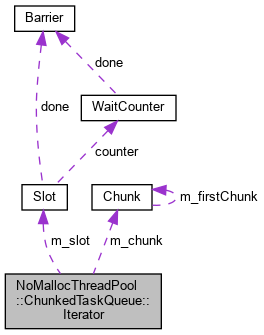 Barrier
done
WaitCounter
done
counter
Slot
Chunk
m_firstChunk
m_slot
m_chunk
NoMallocThreadPool
::ChunkedTaskQueue::
Iterator